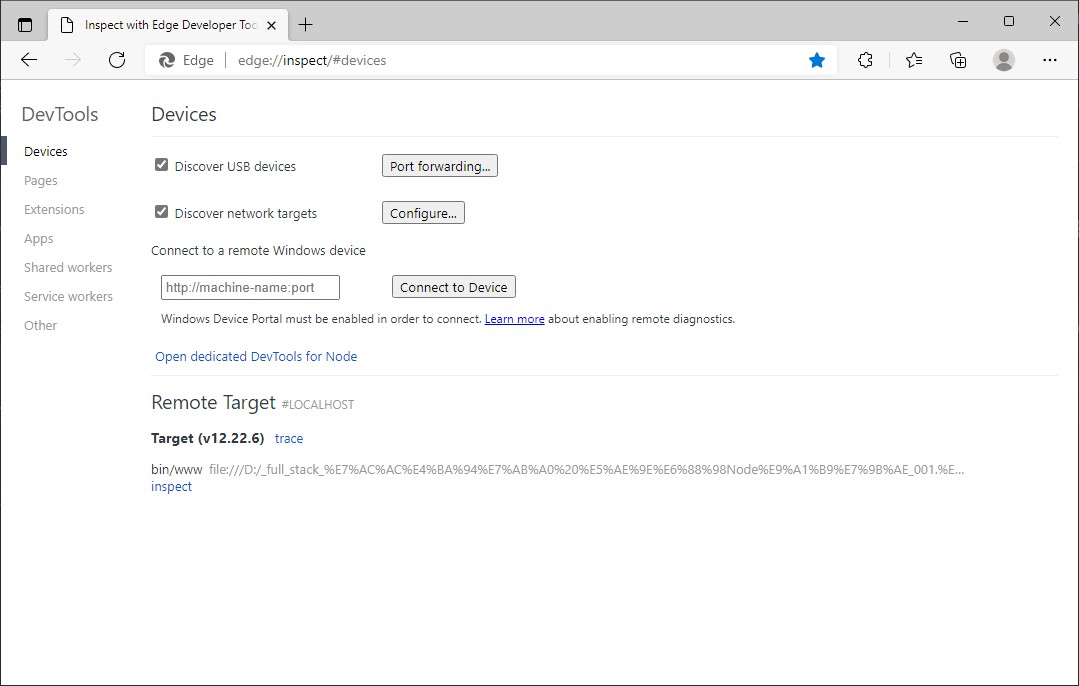 Inspect with Edge Developer Too
Edge | edge://inspect/#devices
DevTools
Devices
Pages
Extensions
Apps
Shared workers
Service workers
Other
Devices
Discover USB devices
Port forwarding...
Discover network targets
Configure...
Connect to a remote Windows device
http://machine-name:port
Connect to Device
Windows Device Portal must be enabled in order to connect. Learn more about enabling remote diagnostics.
Open dedicated DevTools for Node
Remote Target #LOCALHOST
Target (v12.22.6) trace
bin/www file:///D:/_full_stack_%E7%AC%AC%E4%BA%94%E7%AB%A0%20%E5%AE%9E%E6%88%98Node%E9%A1%B9%E7%9B%AE_001.%E...
inspect